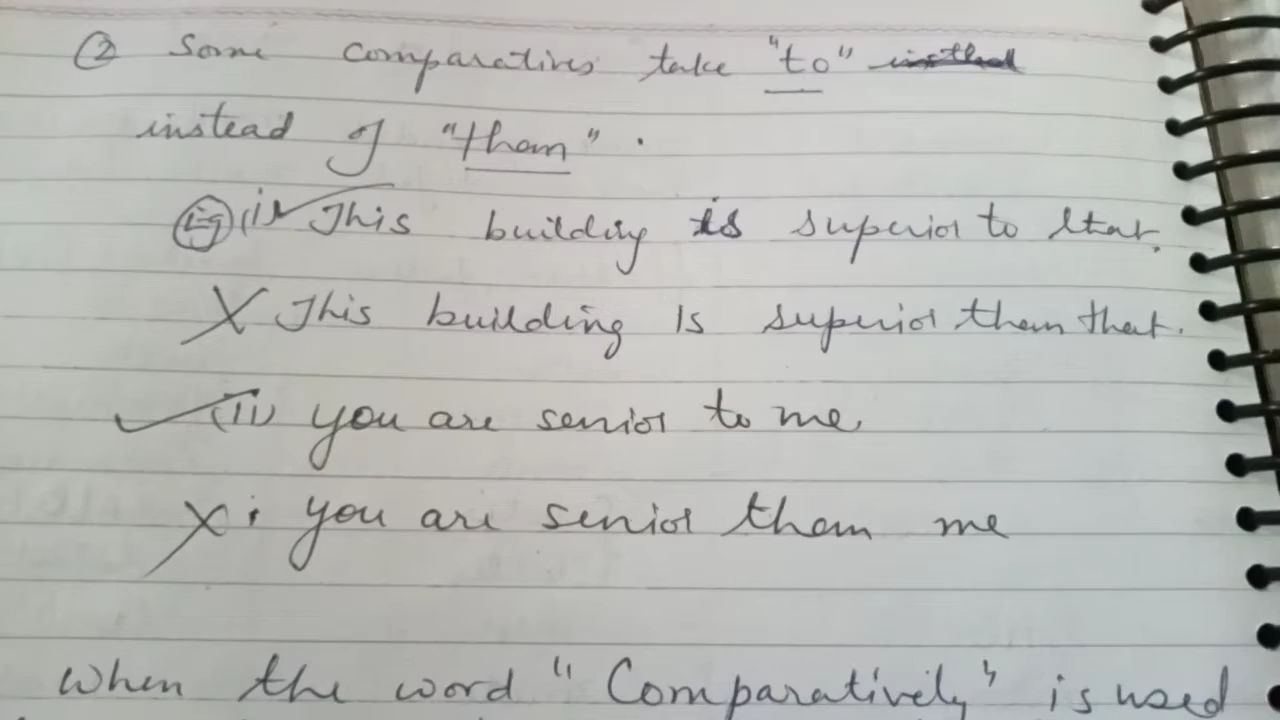 ② Some comparatives take "to"
instead of "than".
(Eg) (i) ✓ This building is superior to that.
X This building is superior than that.
✓ (ii) you are senior to me
X • you are senior than me
When the word "Comparatively" is used